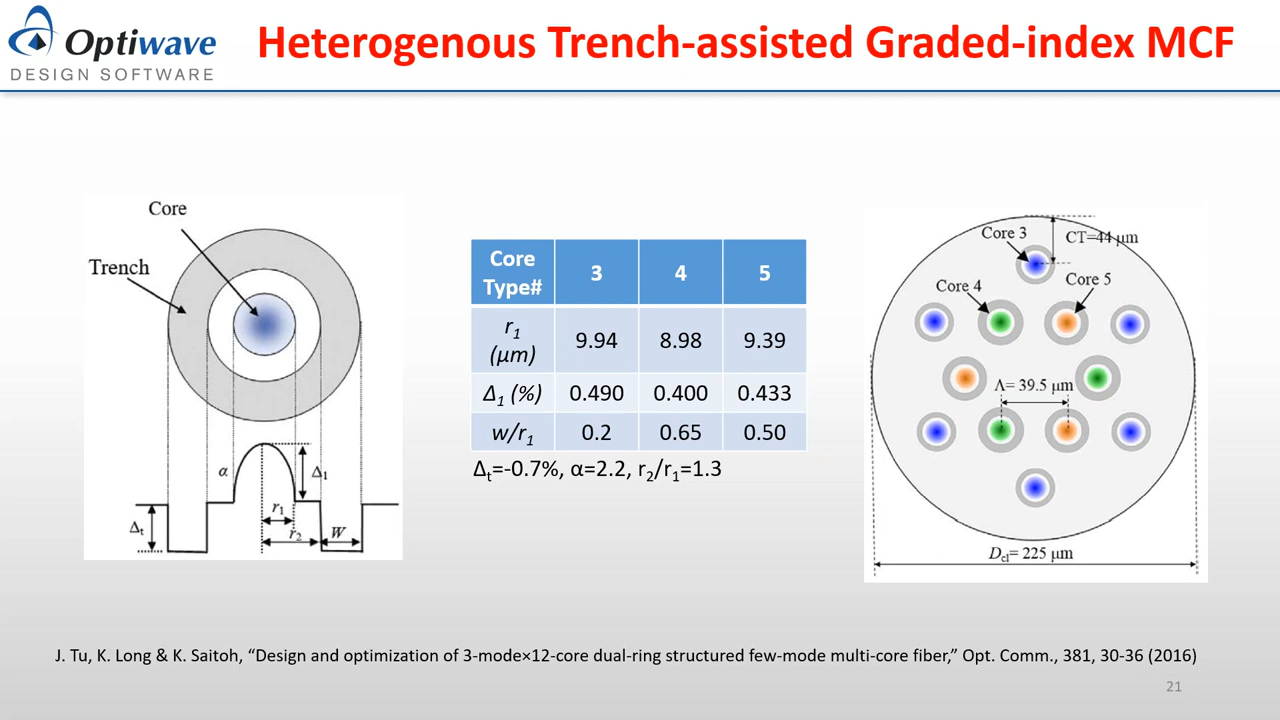 Optiwave
DESIGN SOFTWARE
Heterogenous Trench-assisted Graded-index MCF
Core
Trench
α
Δ1
r1
r2
W
Δt
Core Type# 3 4 5
r1 (μm) 9.94 8.98 9.39
Δ1 (%) 0.490 0.400 0.433
w/r1 0.2 0.65 0.50
Δt=-0.7%, α=2.2, r2/r1=1.3
Core 3
CT=44 μm
Core 4
Core 5
Λ= 39.5 μm
Dcl= 225 μm
J. Tu, K. Long & K. Saitoh, “Design and optimization of 3-mode×12-core dual-ring structured few-mode multi-core fiber,” Opt. Comm., 381, 30-36 (2016)
21